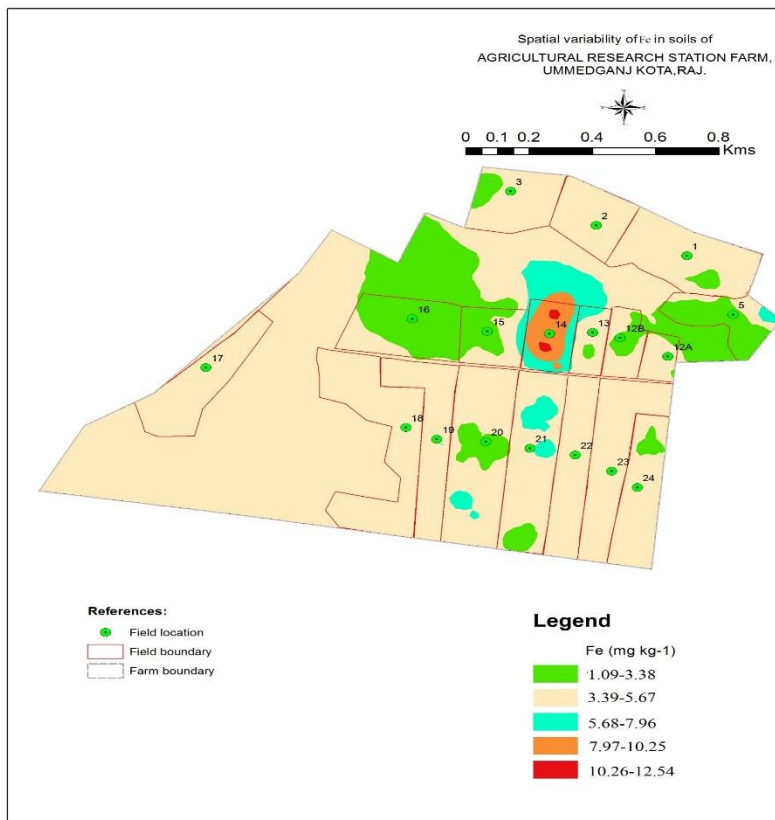 Spatial variability of Fe in soils of
AGRICULTURAL RESEARCH STATION FARM,
UMMEDGANJ KOTA,RAJ.
0 0.1 0.2 0.4 0.6 0.8
Kms
3
2
1
5
16
15
14
13
12B
12A
17
18
19
20
21
22
23
24
References:
Field location
Field boundary
Farm boundary
Legend
Fe (mg kg-1)
1.09-3.38
3.39-5.67
5.68-7.96
7.97-10.25
10.26-12.54